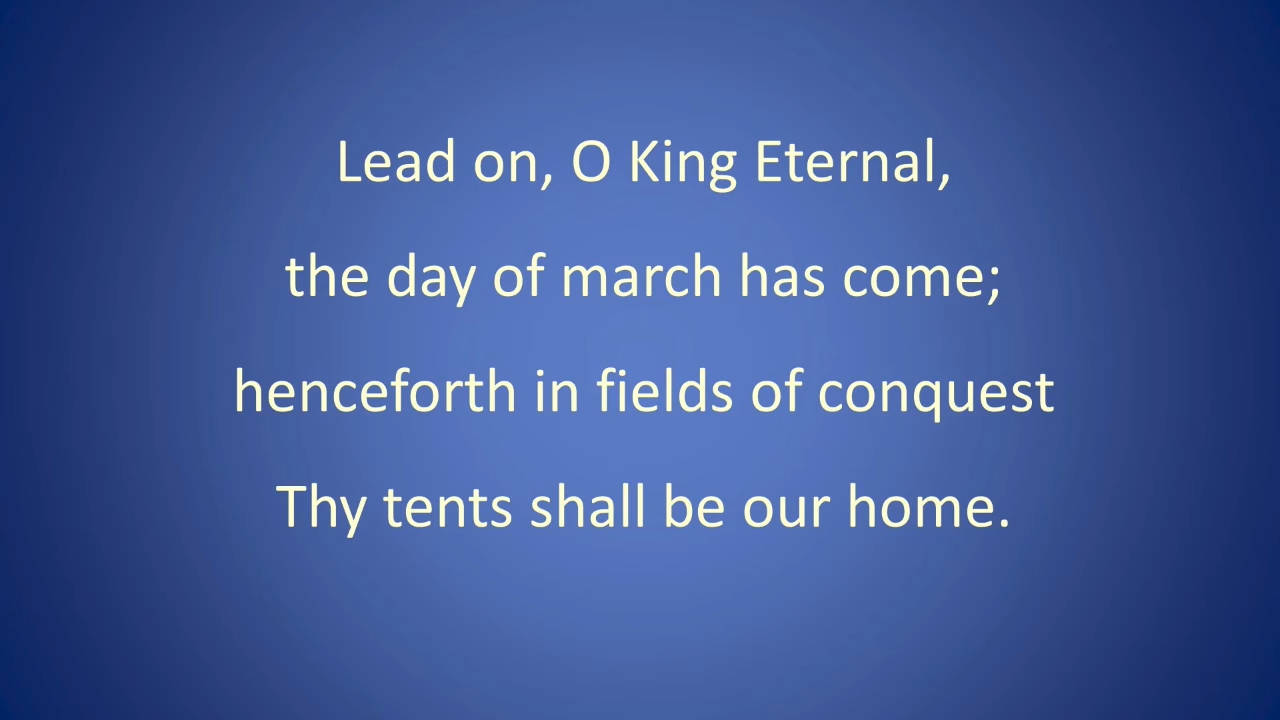 Lead on, O King Eternal,
the day of march has come;
henceforth in fields of conquest
Thy tents shall be our home.